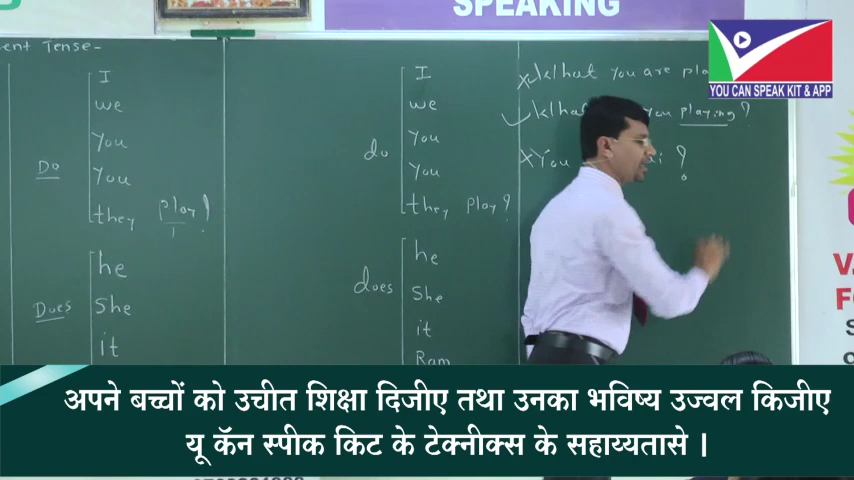 SPEAKING
YOU CAN SPEAK KIT & APP
ent Tense-
Do
I
we
you
you
they play?
Does
he
she
it
do
I
we
you
you
they play?
does
he
she
it
Ram
x What you are
What you playing?
x You ?
अपने बच्चों को उचीत शिक्षा दिजीए तथा उनका भविष्य उज्वल किजीए
यू कॅन स्पीक किट के टेक्नीक्स के सहाय्यतासे ।